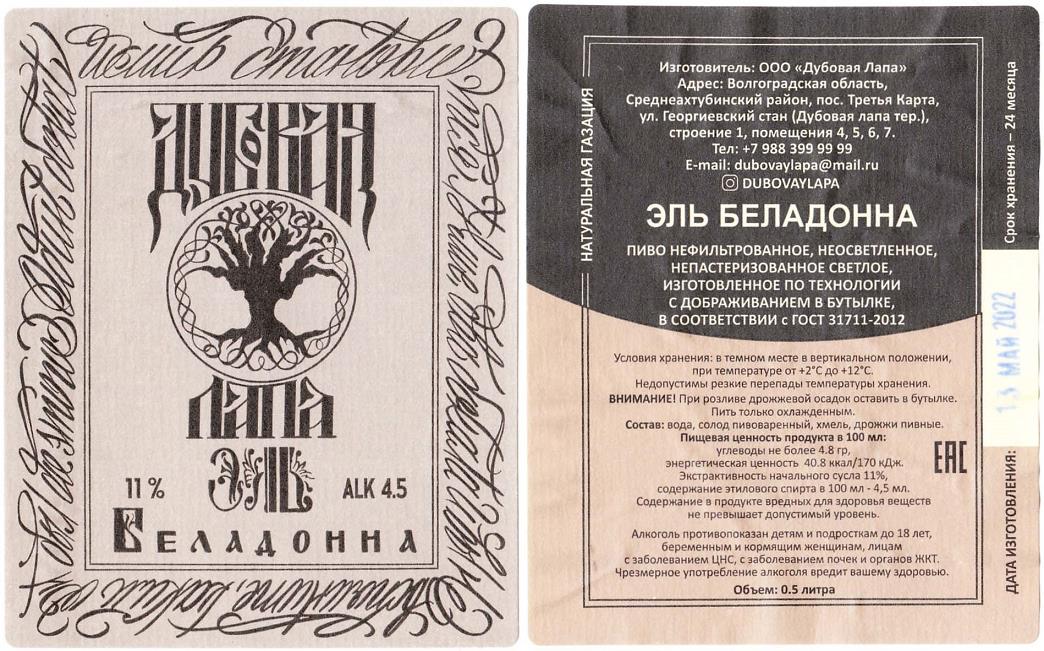 ДУБОВАЯ
ЛАПА
ЭЛЬ
11 %
ALK 4.5
БЕЛАДОННА
Изготовитель: ООО «Дубовая Лапа»
Адрес: Волгоградская область,
Среднеахтубинский район, пос. Третья Карта,
ул. Георгиевский стан (Дубовая лапа тер.),
строение 1, помещения 4, 5, 6, 7.
Тел: +7 988 399 99 99
E-mail: dubovaylapa@mail.ru
DUBOVAYLAPA
ЭЛЬ БЕЛАДОННА
ПИВО НЕФИЛЬТРОВАННОЕ, НЕОСВЕТЛЕННОЕ,
НЕПАСТЕРИЗОВАННОЕ СВЕТЛОЕ,
ИЗГОТОВЛЕННОЕ ПО ТЕХНОЛОГИИ
С ДОБРАЖИВАНИЕМ В БУТЫЛКЕ,
В СООТВЕТСТВИИ с ГОСТ 31711-2012
Условия хранения: в темном месте в вертикальном положении,
при температуре от +2°С до +12°С.
Недопустимы резкие перепады температуры хранения.
ВНИМАНИЕ! При розливе дрожжевой осадок оставить в бутылке.
Пить только охлажденным.
Состав: вода, солод пивоваренный, хмель, дрожжи пивные.
Пищевая ценность продукта в 100 мл:
углеводы не более 4.8 гр,
энергетическая ценность 40.8 ккал/170 кДж.
Экстрактивность начального сусла 11%,
содержание этилового спирта в 100 мл - 4,5 мл.
Содержание в продукте вредных для здоровья веществ
не превышает допустимый уровень.
Алкоголь противопоказан детям и подросткам до 18 лет,
беременным и кормящим женщинам, лицам
с заболеванием ЦНС, с заболеванием почек и органов ЖКТ.
Чрезмерное употребление алкоголя вредит вашему здоровью.
Объем: 0.5 литра
НАТУРАЛЬНАЯ ГАЗАЦИЯ
Срок хранения – 24 месяца
13 МАЙ 2022
EAC
ДАТА ИЗГОТОВЛЕНИЯ: